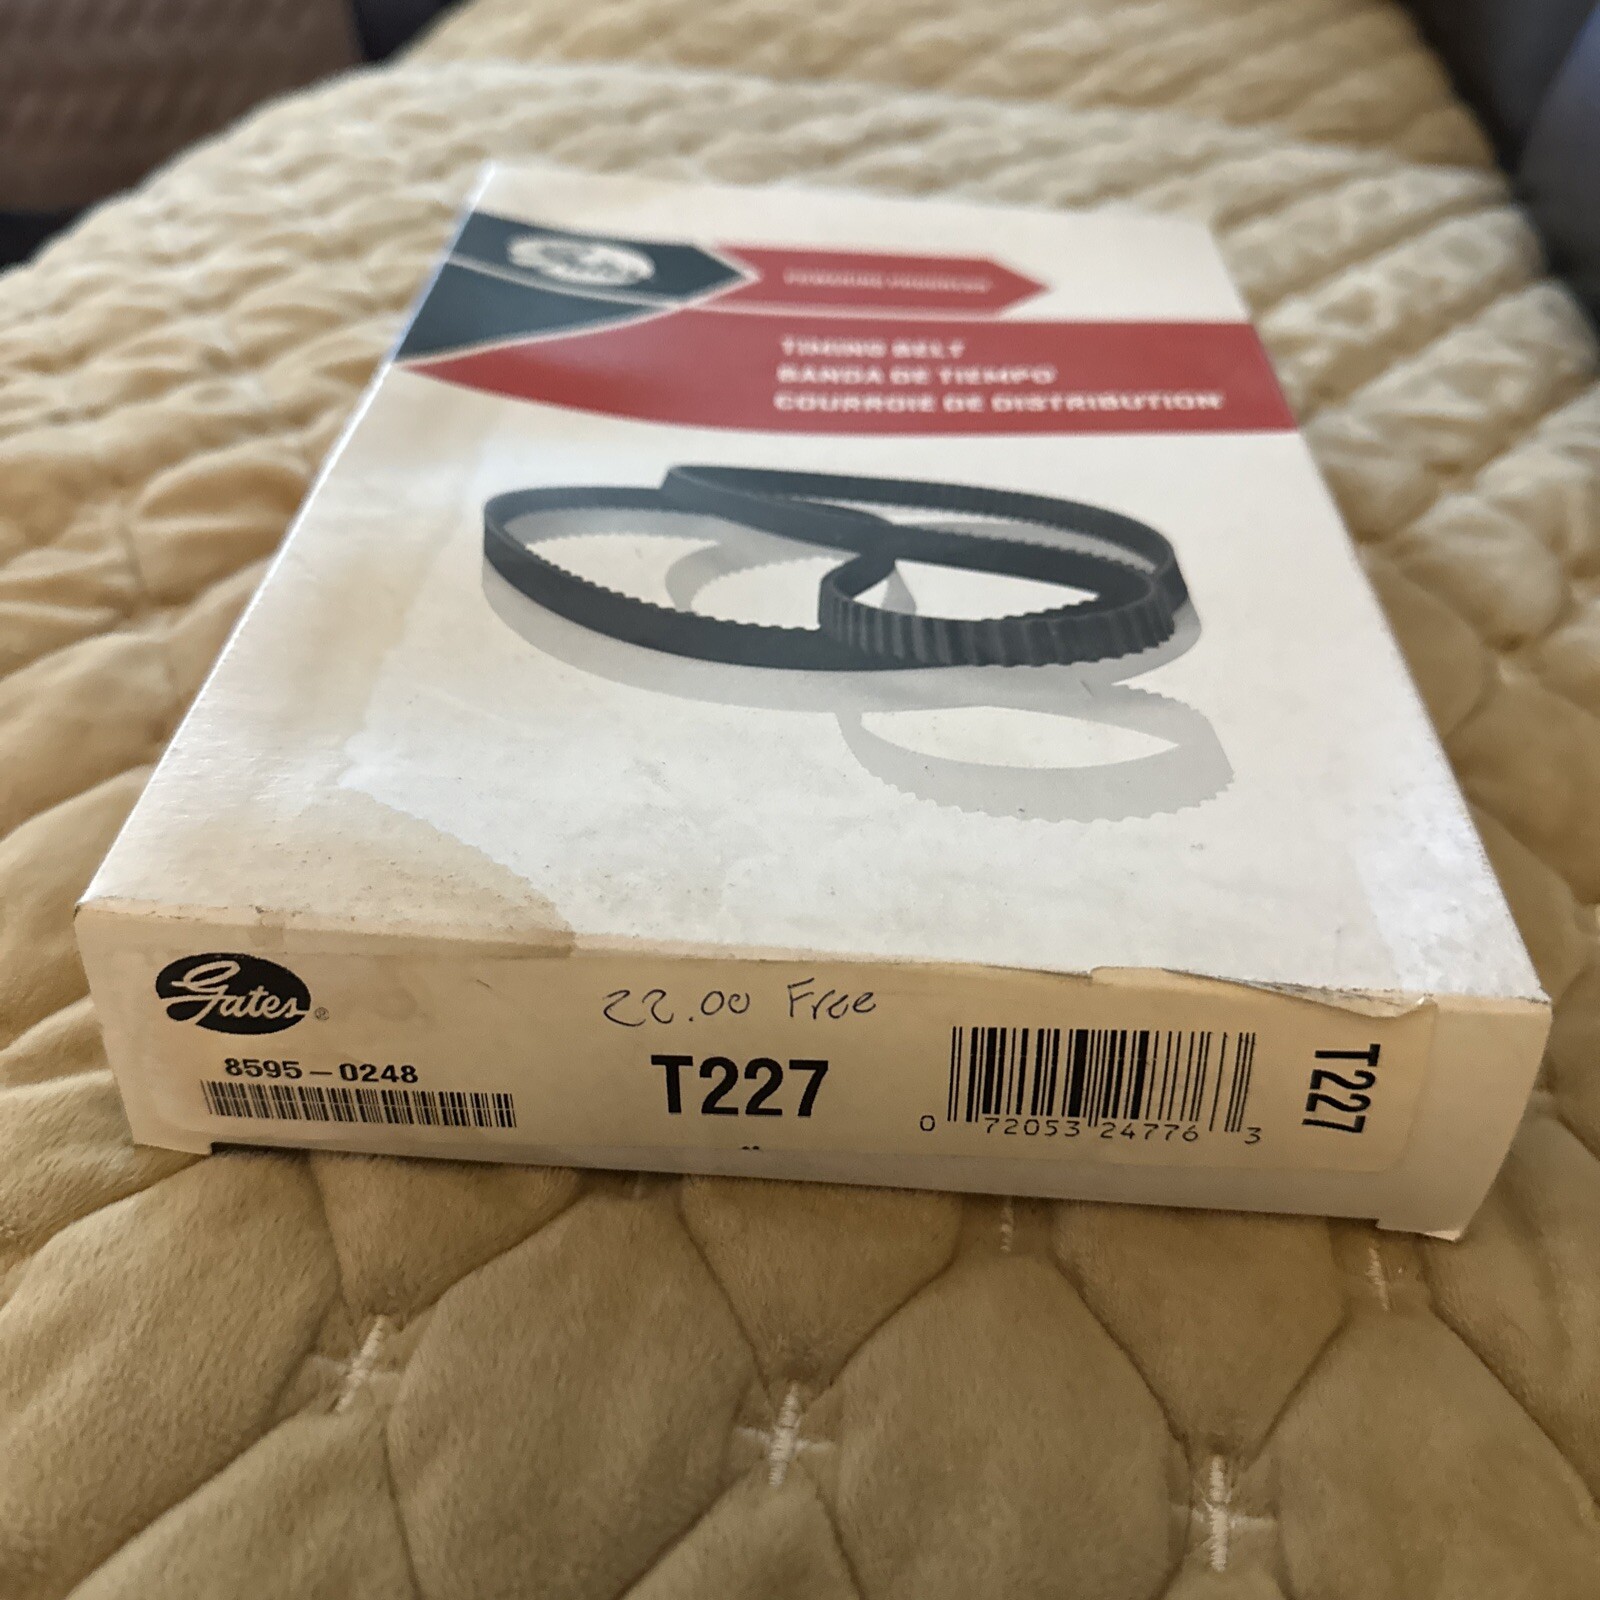 Gates
TIMING BELT
BANDA DE TIEMPO
COURROIE DE DISTRIBUTION
Gates®
22.00 Free
8595-0248
T227
0 72053 24776 3
T227